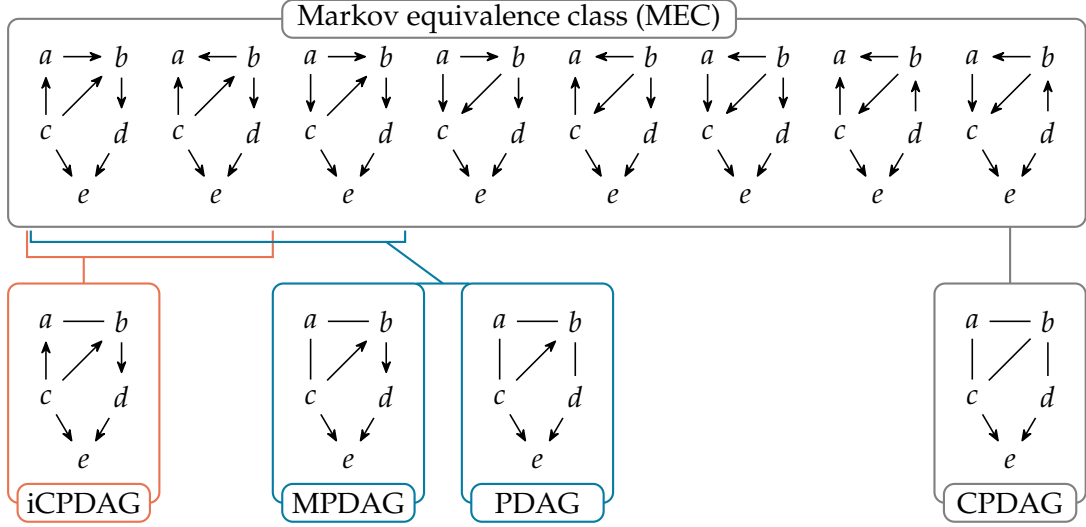 Markov equivalence class (MEC)
a b a b a b a b a b a b a b a b
c d c d c d c d c d c d c d c d
e e e e e e e e
a b a b a b a b
c d c d c d c d
e e e e
iCPDAG MPDAG PDAG CPDAG